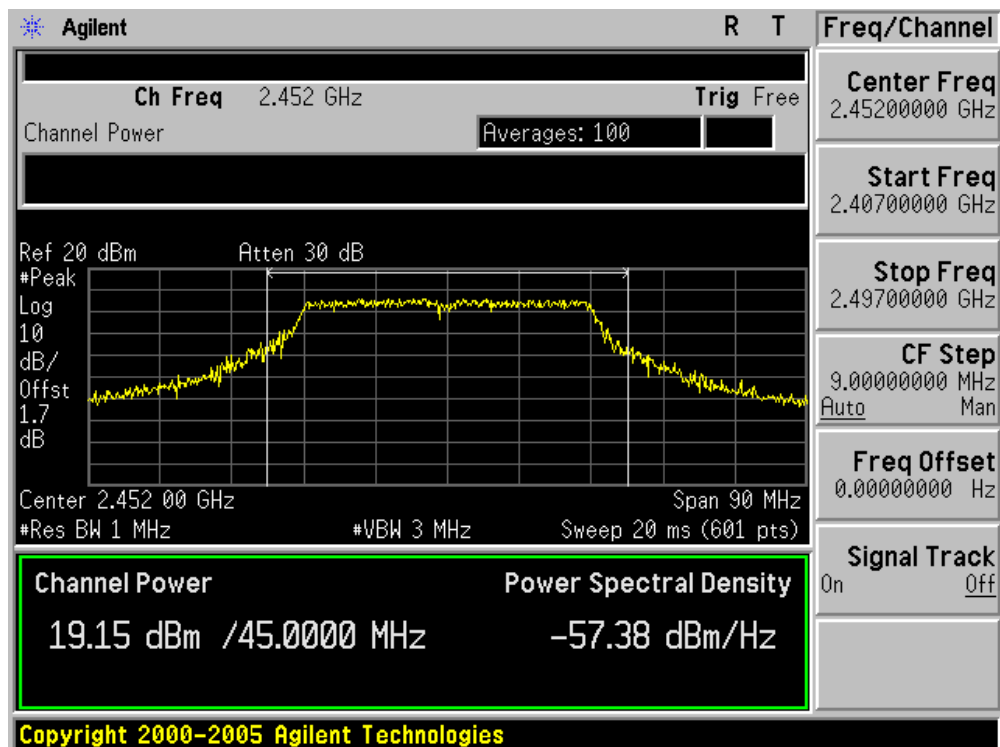 Agilent R T
Ch Freq 2.452 GHz Trig Free
Channel Power Averages: 100
Ref 20 dBm Atten 30 dB
#Peak
Log
10
dB/
Offst
1.7
dB
Center 2.452 00 GHz Span 90 MHz
#Res BW 1 MHz #VBW 3 MHz Sweep 20 ms (601 pts)
Channel Power Power Spectral Density
19.15 dBm /45.0000 MHz -57.38 dBm/Hz
Copyright 2000-2005 Agilent Technologies
Freq/Channel
Center Freq
2.45200000 GHz
Start Freq
2.40700000 GHz
Stop Freq
2.49700000 GHz
CF Step
9.00000000 MHz
Auto Man
Freq Offset
0.00000000 Hz
Signal Track
On Off